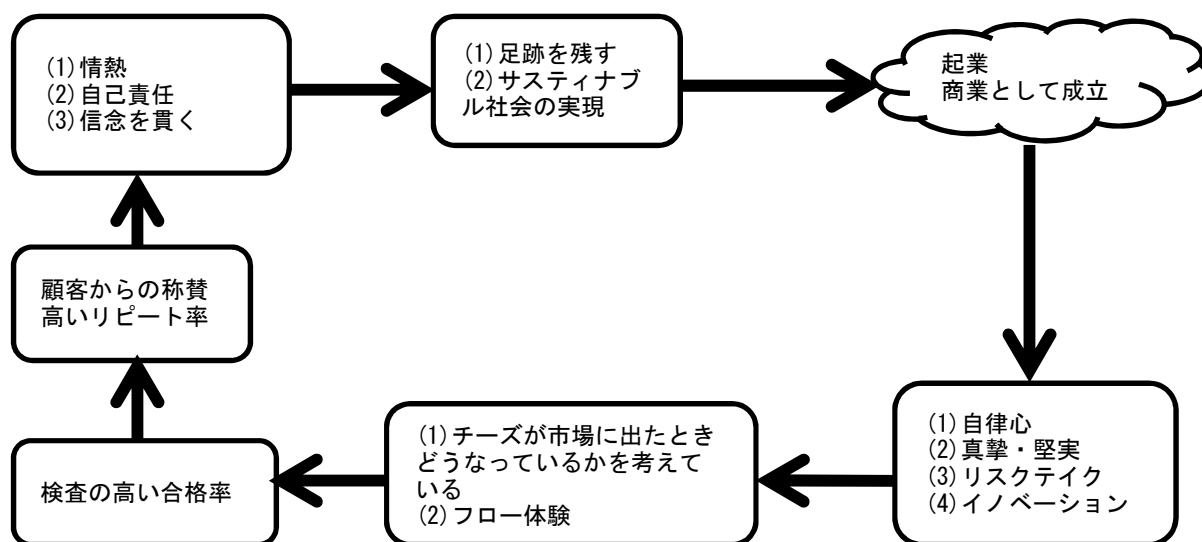 (1)情熱
(2)自己責任
(3)信念を貫く
(1)足跡を残す
(2)サスティナブ
ル社会の実現
起業
商業として成立
(1)自律心
(2)真摯・堅実
(3)リスクテイク
(4)イノベーション
(1)チーズが市場に出たとき
どうなっているかを考えて
いる
(2)フロー体験
検査の高い合格率
顧客からの称賛
高いリピート率